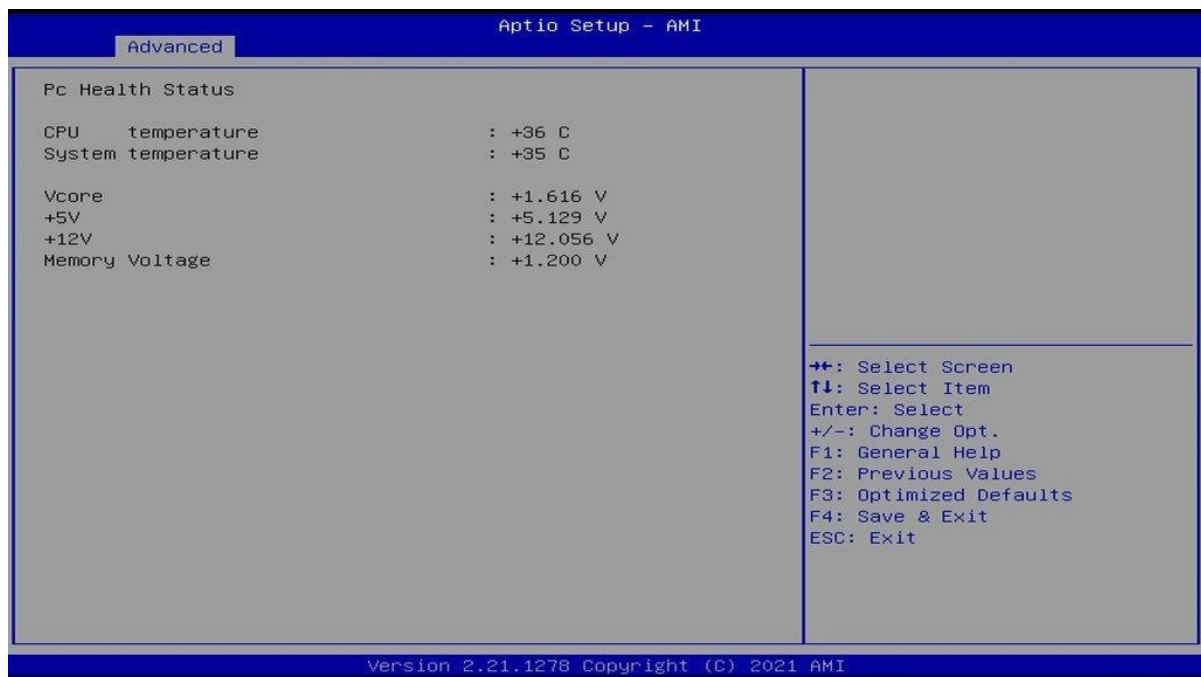 Aptio Setup – AMI
Advanced
Pc Health Status
CPU temperature : +36 C
System temperature : +35 C
Vcore : +1.616 V
+5V : +5.129 V
+12V : +12.056 V
Memory Voltage : +1.200 V
→←: Select Screen
↑↓: Select Item
Enter: Select
+/-: Change Opt.
F1: General Help
F2: Previous Values
F3: Optimized Defaults
F4: Save & Exit
ESC: Exit
Version 2.21.1278 Copyright (C) 2021 AMI